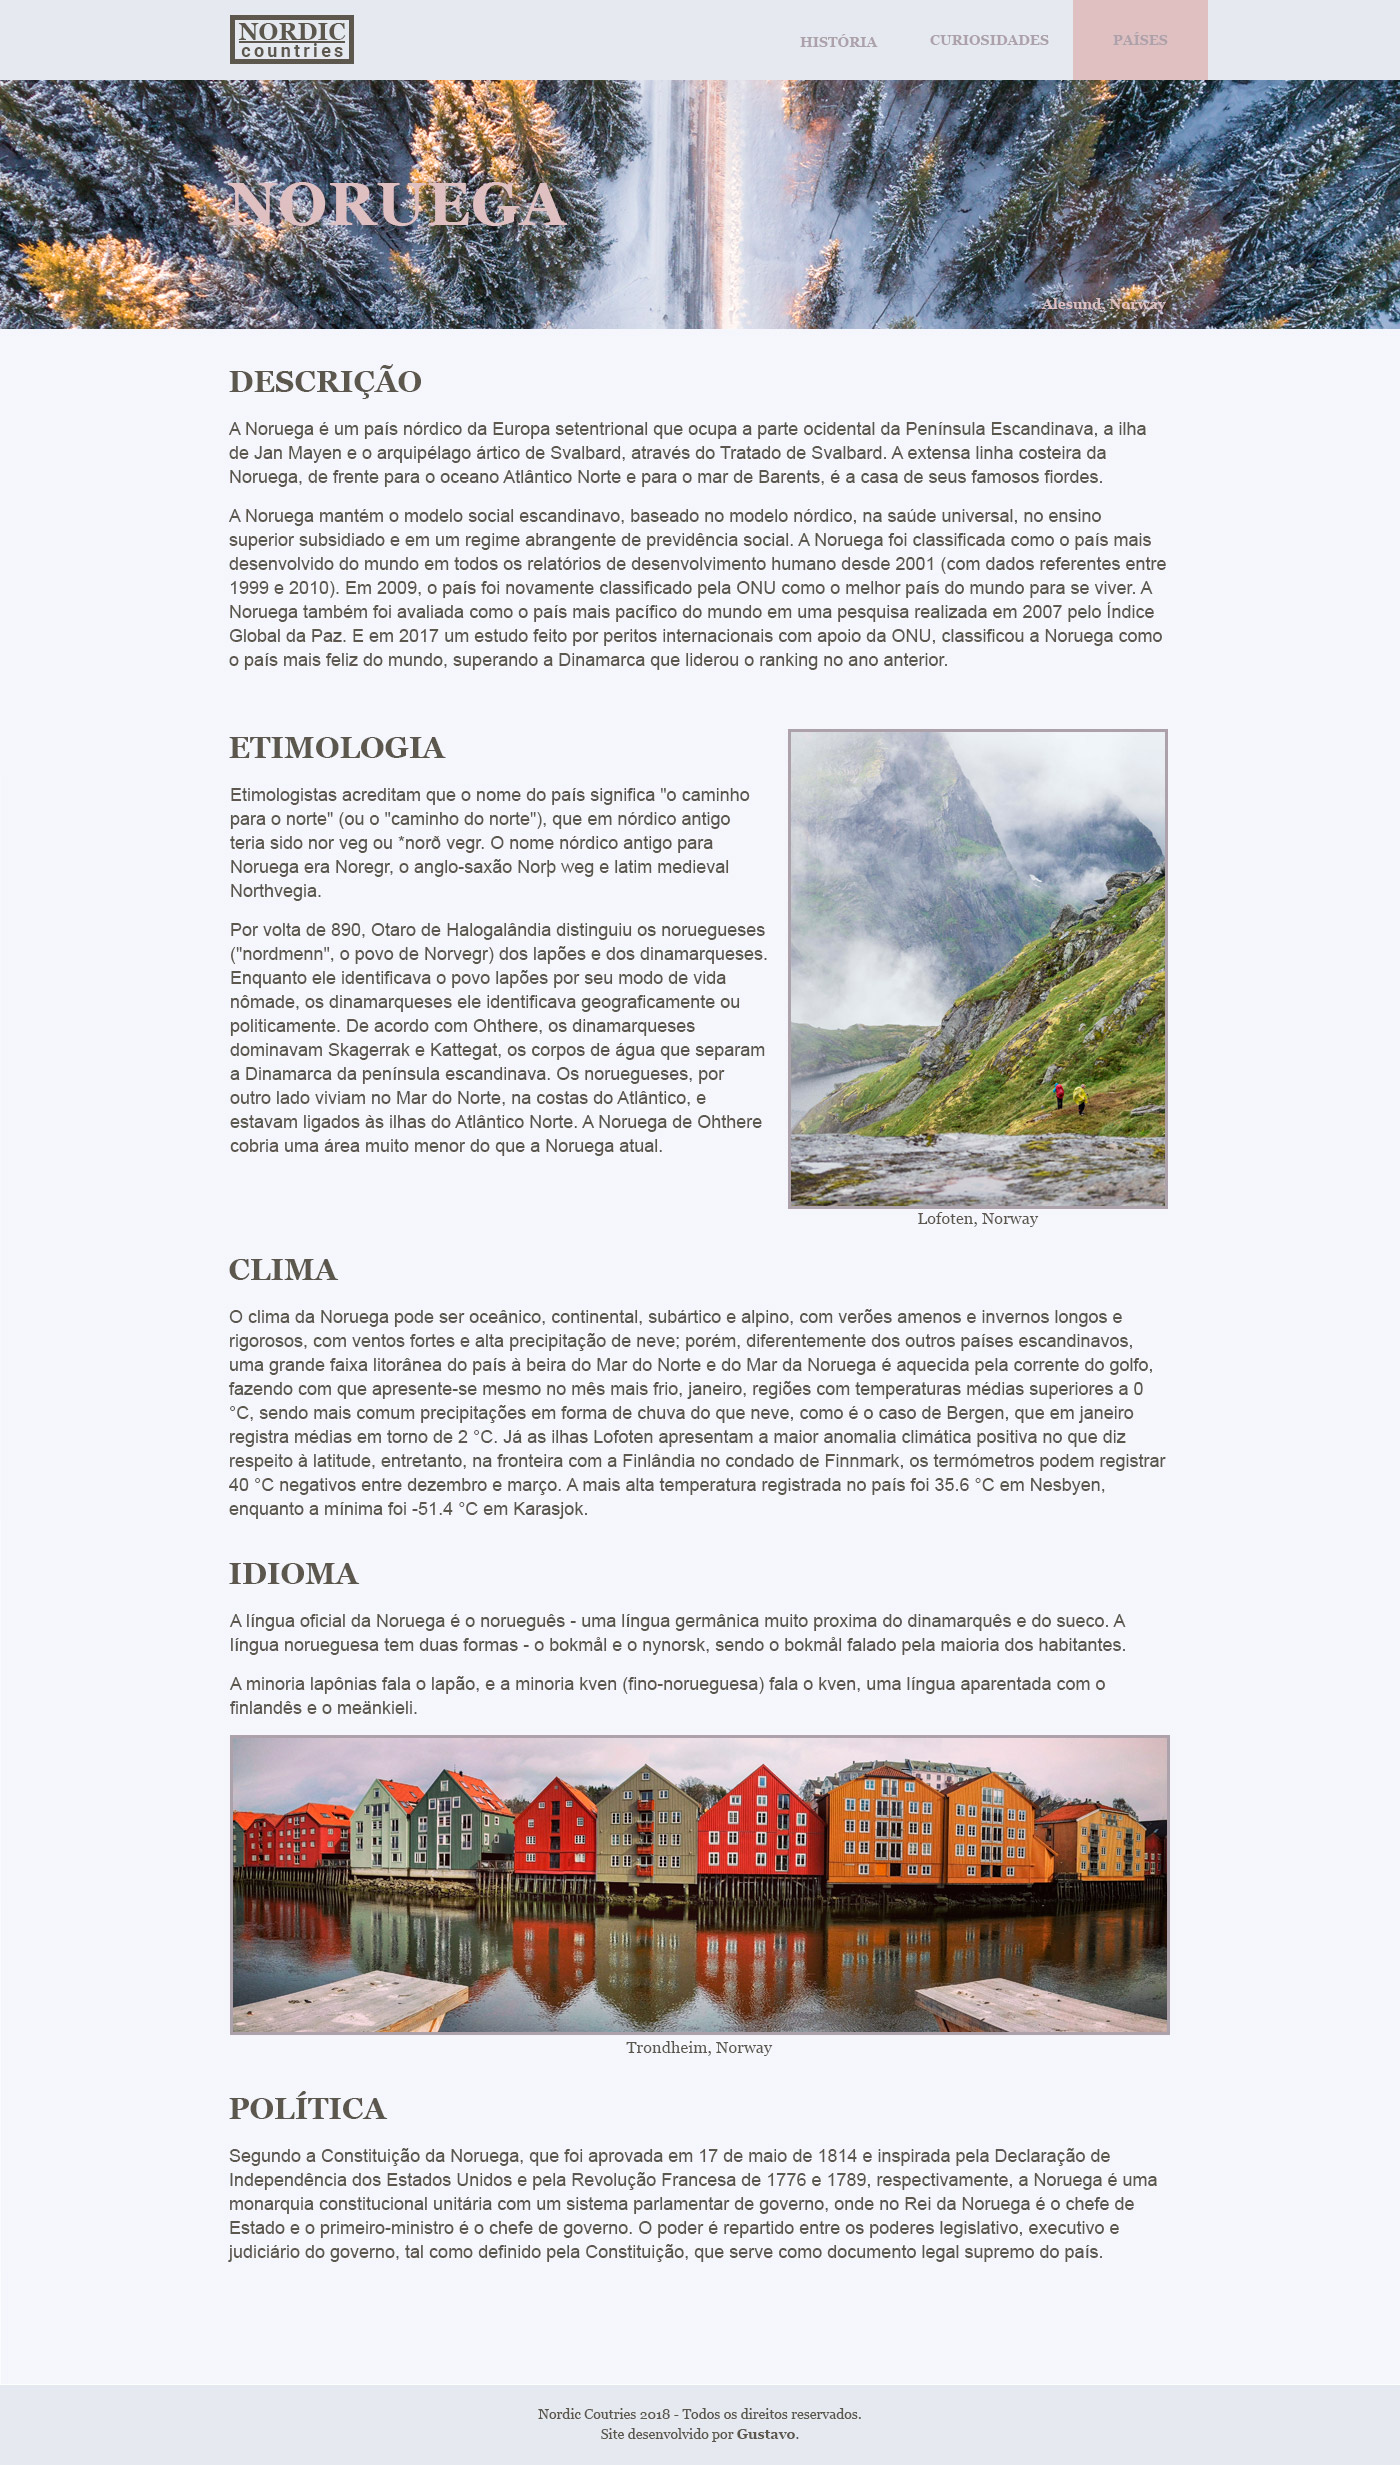 NORDIC
countries
HISTÓRIA
CURIOSIDADES
PAÍSES
NORUEGA
Alesund, Norway
DESCRIÇÃO
A Noruega é um país nórdico da Europa setentrional que ocupa a parte ocidental da Península Escandinava, a ilha
de Jan Mayen e o arquipélago ártico de Svalbard, através do Tratado de Svalbard. A extensa linha costeira da
Noruega, de frente para o oceano Atlântico Norte e para o mar de Barents, é a casa de seus famosos fiordes.
A Noruega mantém o modelo social escandinavo, baseado no modelo nórdico, na saúde universal, no ensino
superior subsidiado e em um regime abrangente de previdência social. A Noruega foi classificada como o país mais
desenvolvido do mundo em todos os relatórios de desenvolvimento humano desde 2001 (com dados referentes entre
1999 e 2010). Em 2009, o país foi novamente classificado pela ONU como o melhor país do mundo para se viver. A
Noruega também foi avaliada como o país mais pacífico do mundo em uma pesquisa realizada em 2007 pelo Índice
Global da Paz. E em 2017 um estudo feito por peritos internacionais com apoio da ONU, classificou a Noruega como
o país mais feliz do mundo, superando a Dinamarca que liderou o ranking no ano anterior.
ETIMOLOGIA
Etimologistas acreditam que o nome do país significa "o caminho
para o norte" (ou o "caminho do norte"), que em nórdico antigo
teria sido nor veg ou *norð vegr. O nome nórdico antigo para
Noruega era Noregr, o anglo-saxão Norþ weg e latim medieval
Northvegia.
Por volta de 890, Otaro de Halogalândia distinguiu os noruegueses
("nordmenn", o povo de Norvegr) dos lapões e dos dinamarqueses.
Enquanto ele identificava o povo lapões por seu modo de vida
nômade, os dinamarqueses ele identificava geograficamente ou
politicamente. De acordo com Ohthere, os dinamarqueses
dominavam Skagerrak e Kattegat, os corpos de água que separam
a Dinamarca da península escandinava. Os noruegueses, por
outro lado viviam no Mar do Norte, na costas do Atlântico, e
estavam ligados às ilhas do Atlântico Norte. A Noruega de Ohthere
cobria uma área muito menor do que a Noruega atual.
Lofoten, Norway
CLIMA
O clima da Noruega pode ser oceânico, continental, subártico e alpino, com verões amenos e invernos longos e
rigorosos, com ventos fortes e alta precipitação de neve; porém, diferentemente dos outros países escandinavos,
uma grande faixa litorânea do país à beira do Mar do Norte e do Mar da Noruega é aquecida pela corrente do golfo,
fazendo com que apresente-se mesmo no mês mais frio, janeiro, regiões com temperaturas médias superiores a 0
°C, sendo mais comum precipitações em forma de chuva do que neve, como é o caso de Bergen, que em janeiro
registra médias em torno de 2 °C. Já as ilhas Lofoten apresentam a maior anomalia climática positiva no que diz
respeito à latitude, entretanto, na fronteira com a Finlândia no condado de Finnmark, os termómetros podem registrar
40 °C negativos entre dezembro e março. A mais alta temperatura registrada no país foi 35.6 °C em Nesbyen,
enquanto a mínima foi -51.4 °C em Karasjok.
IDIOMA
A língua oficial da Noruega é o norueguês - uma língua germânica muito proxima do dinamarquês e do sueco. A
língua norueguesa tem duas formas - o bokmål e o nynorsk, sendo o bokmål falado pela maioria dos habitantes.
A minoria lapônias fala o lapão, e a minoria kven (fino-norueguesa) fala o kven, uma língua aparentada com o
finlandês e o meänkieli.
Trondheim, Norway
POLÍTICA
Segundo a Constituição da Noruega, que foi aprovada em 17 de maio de 1814 e inspirada pela Declaração de
Independência dos Estados Unidos e pela Revolução Francesa de 1776 e 1789, respectivamente, a Noruega é uma
monarquia constitucional unitária com um sistema parlamentar de governo, onde no Rei da Noruega é o chefe de
Estado e o primeiro-ministro é o chefe de governo. O poder é repartido entre os poderes legislativo, executivo e
judiciário do governo, tal como definido pela Constituição, que serve como documento legal supremo do país.
Nordic Coutries 2018 - Todos os direitos reservados.
Site desenvolvido por Gustavo.